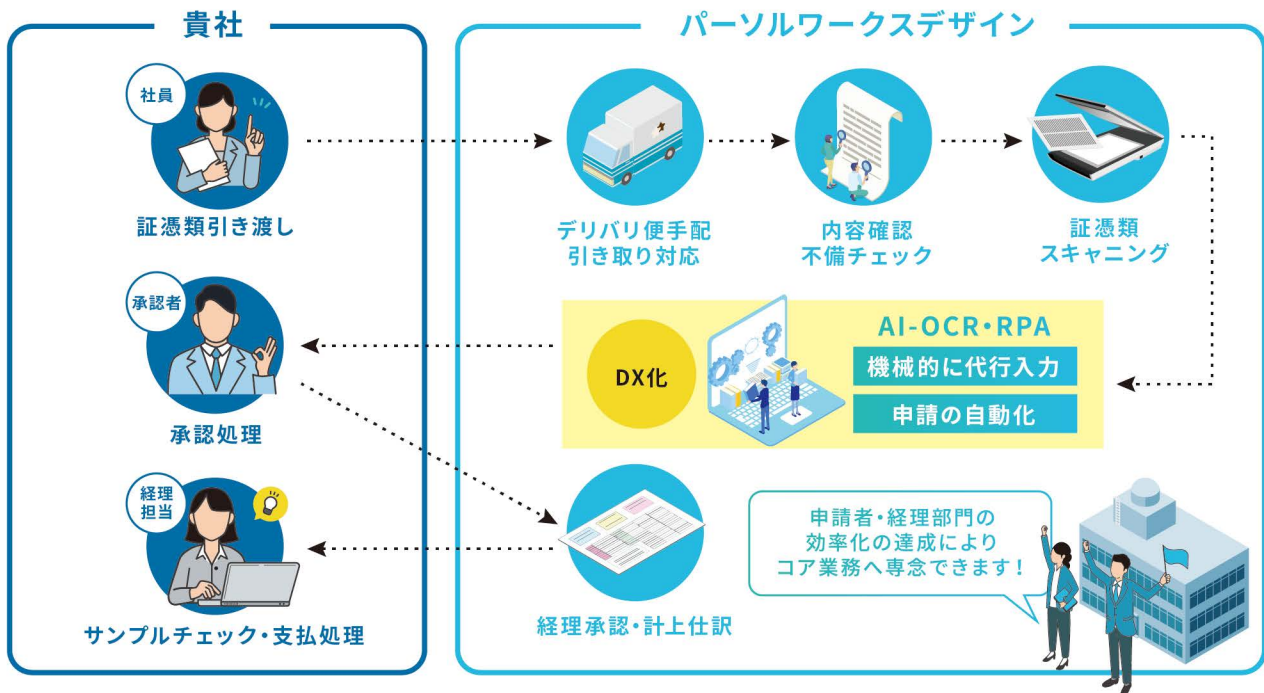 貴社
パーソルワークスデザイン
社員
証憑類引き渡し
デリバリ便手配
引き取り対応
内容確認
不備チェック
証憑類
スキャニング
承認者
承認処理
DX化
AI-OCR・RPA
機械的に代行入力
申請の自動化
経理
担当
サンプルチェック・支払処理
経理承認・計上仕訳
申請者・経理部門の
効率化の達成により
コア業務へ専念できます!